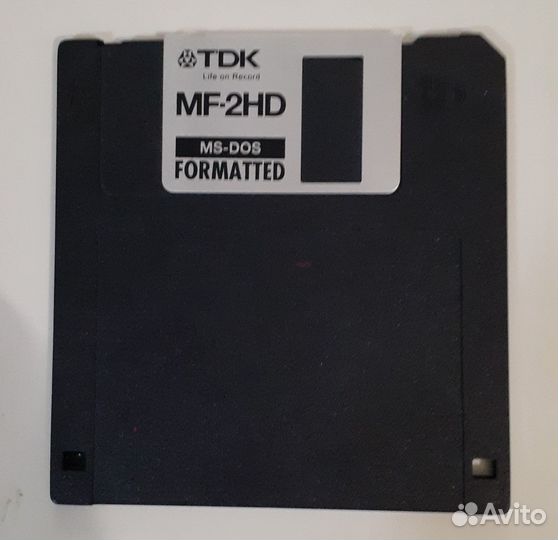 TDK
Life on Record
MF-2HD
MS-DOS
FORMATTED
Avito